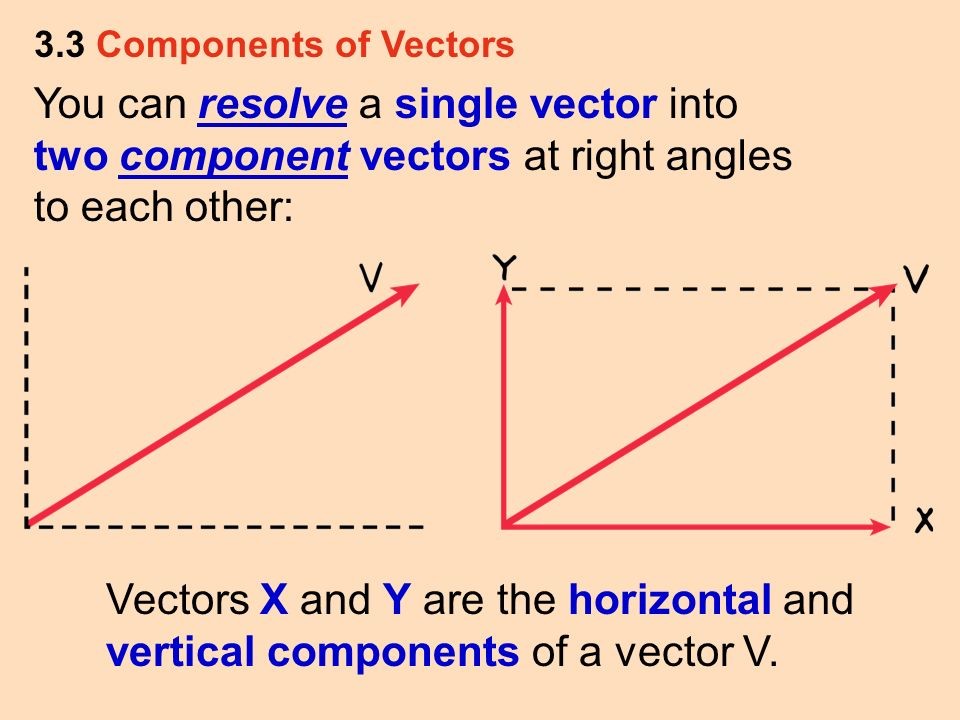 3.3 Components of Vectors
You can resolve a single vector into
two component vectors at right angles
to each other:
V
Y
V
X
Vectors X and Y are the horizontal and
vertical components of a vector V.